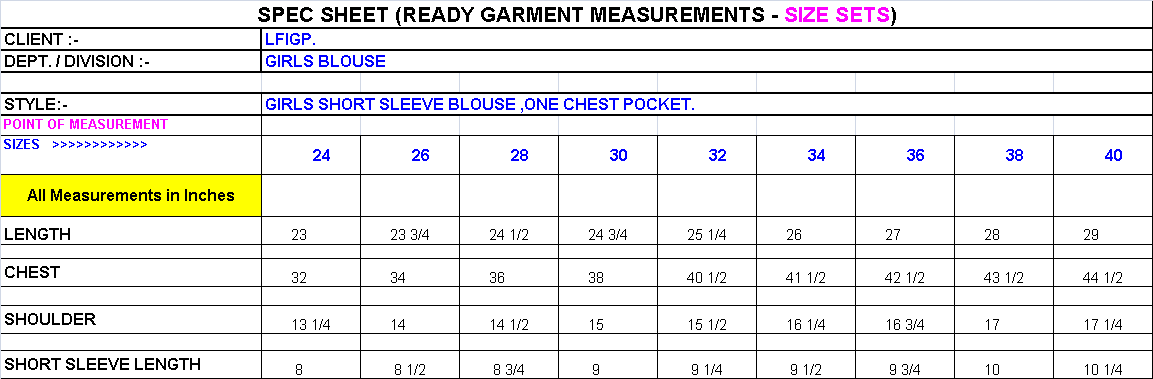 SPEC SHEET (READY GARMENT MEASUREMENTS - SIZE SETS)
CLIENT :- LFIGP.
DEPT. / DIVISION :- GIRLS BLOUSE
STYLE:- GIRLS SHORT SLEEVE BLOUSE ,ONE CHEST POCKET.
POINT OF MEASUREMENT
SIZES >>>>>>>>>>>> 24 26 28 30 32 34 36 38 40
All Measurements in Inches
LENGTH 23 23 3/4 24 1/2 24 3/4 25 1/4 26 27 28 29
CHEST 32 34 36 38 40 1/2 41 1/2 42 1/2 43 1/2 44 1/2
SHOULDER 13 1/4 14 14 1/2 15 15 1/2 16 1/4 16 3/4 17 17 1/4
SHORT SLEEVE LENGTH 8 8 1/2 8 3/4 9 9 1/4 9 1/2 9 3/4 10 10 1/4